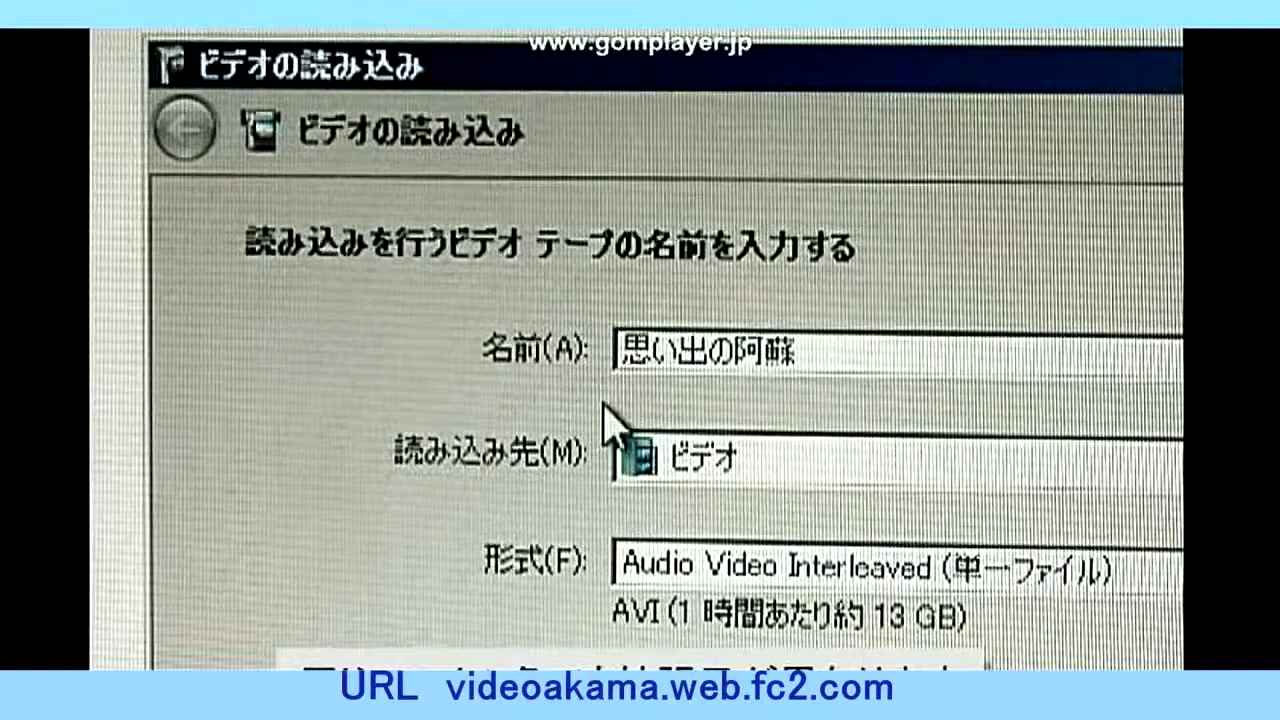 www.gomplayer.jp
ビデオの読み込み
ビデオの読み込み
読み込みを行うビデオ テープの名前を入力する
名前(A): 思い出の阿蘇
読み込み先(M): ビデオ
形式(F): Audio Video Interleaved (単一ファイル)
AVI (1 時間あたり約 13 GB)
URL videoakama.web.fc2.com